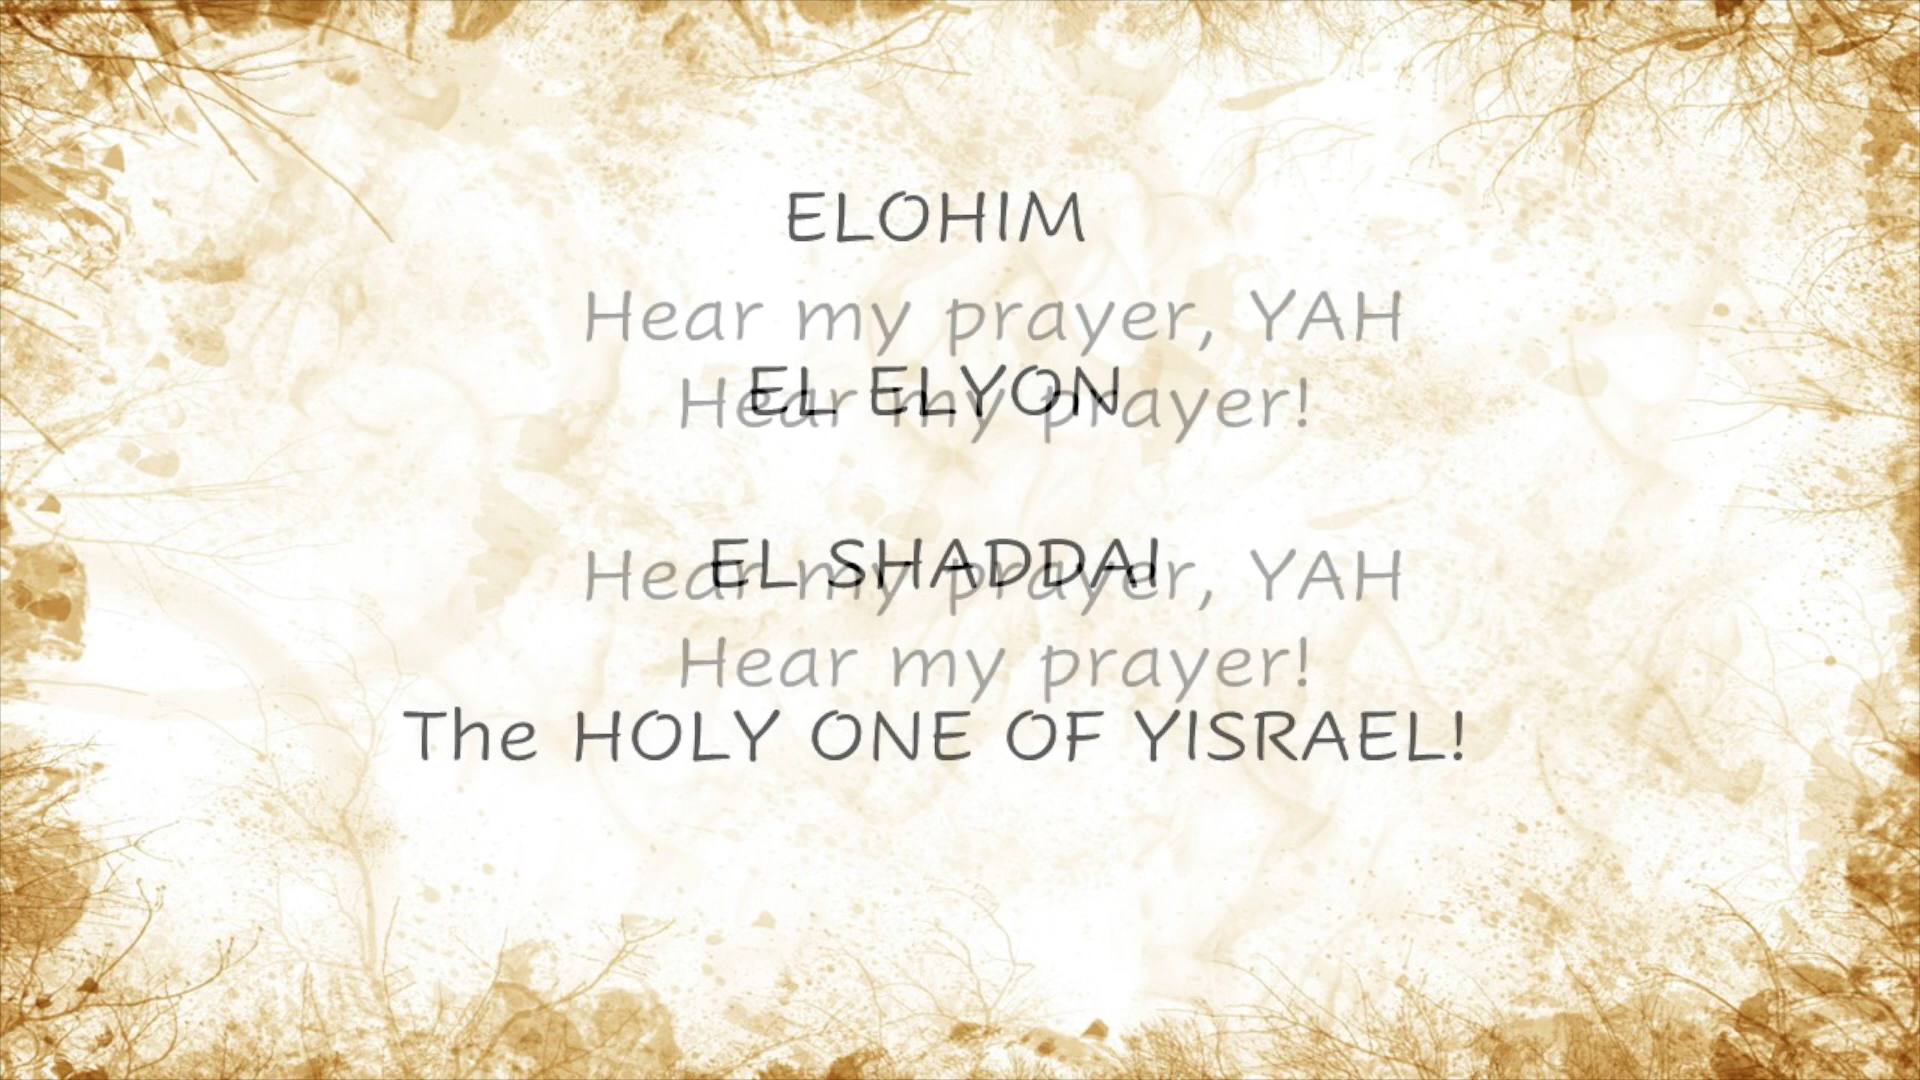 ELOHIM
Hear my prayer, YAH
EL ELYON
Hear my prayer!
EL SHADDAI
Hear my prayer, YAH
Hear my prayer!
The HOLY ONE OF YISRAEL!